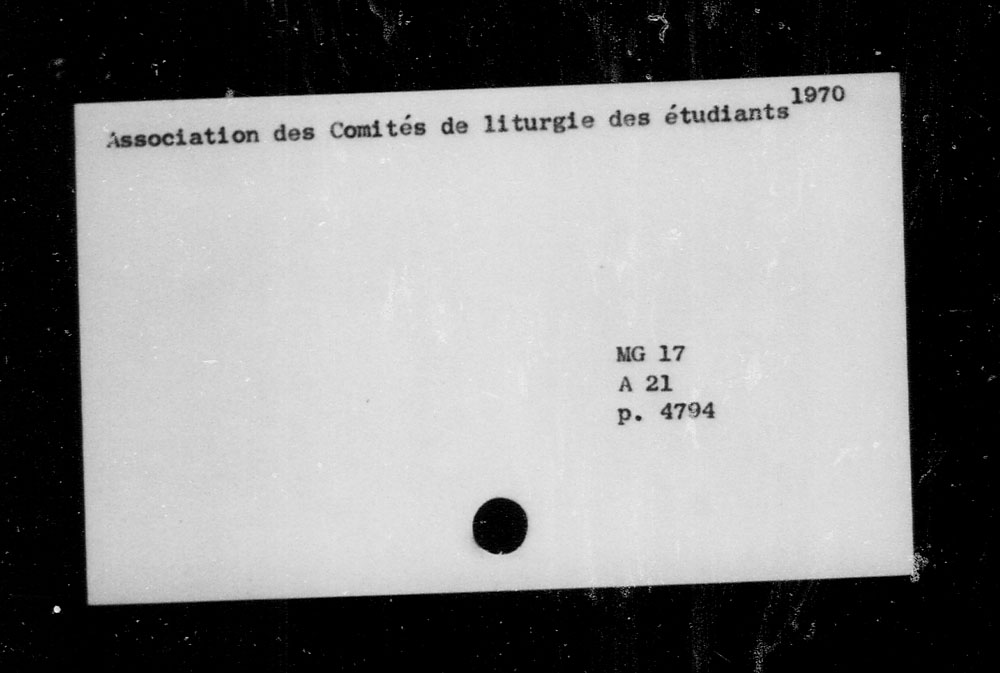 Association des Comités de liturgie des étudiants 1970
MG 17
A 21
p. 4794